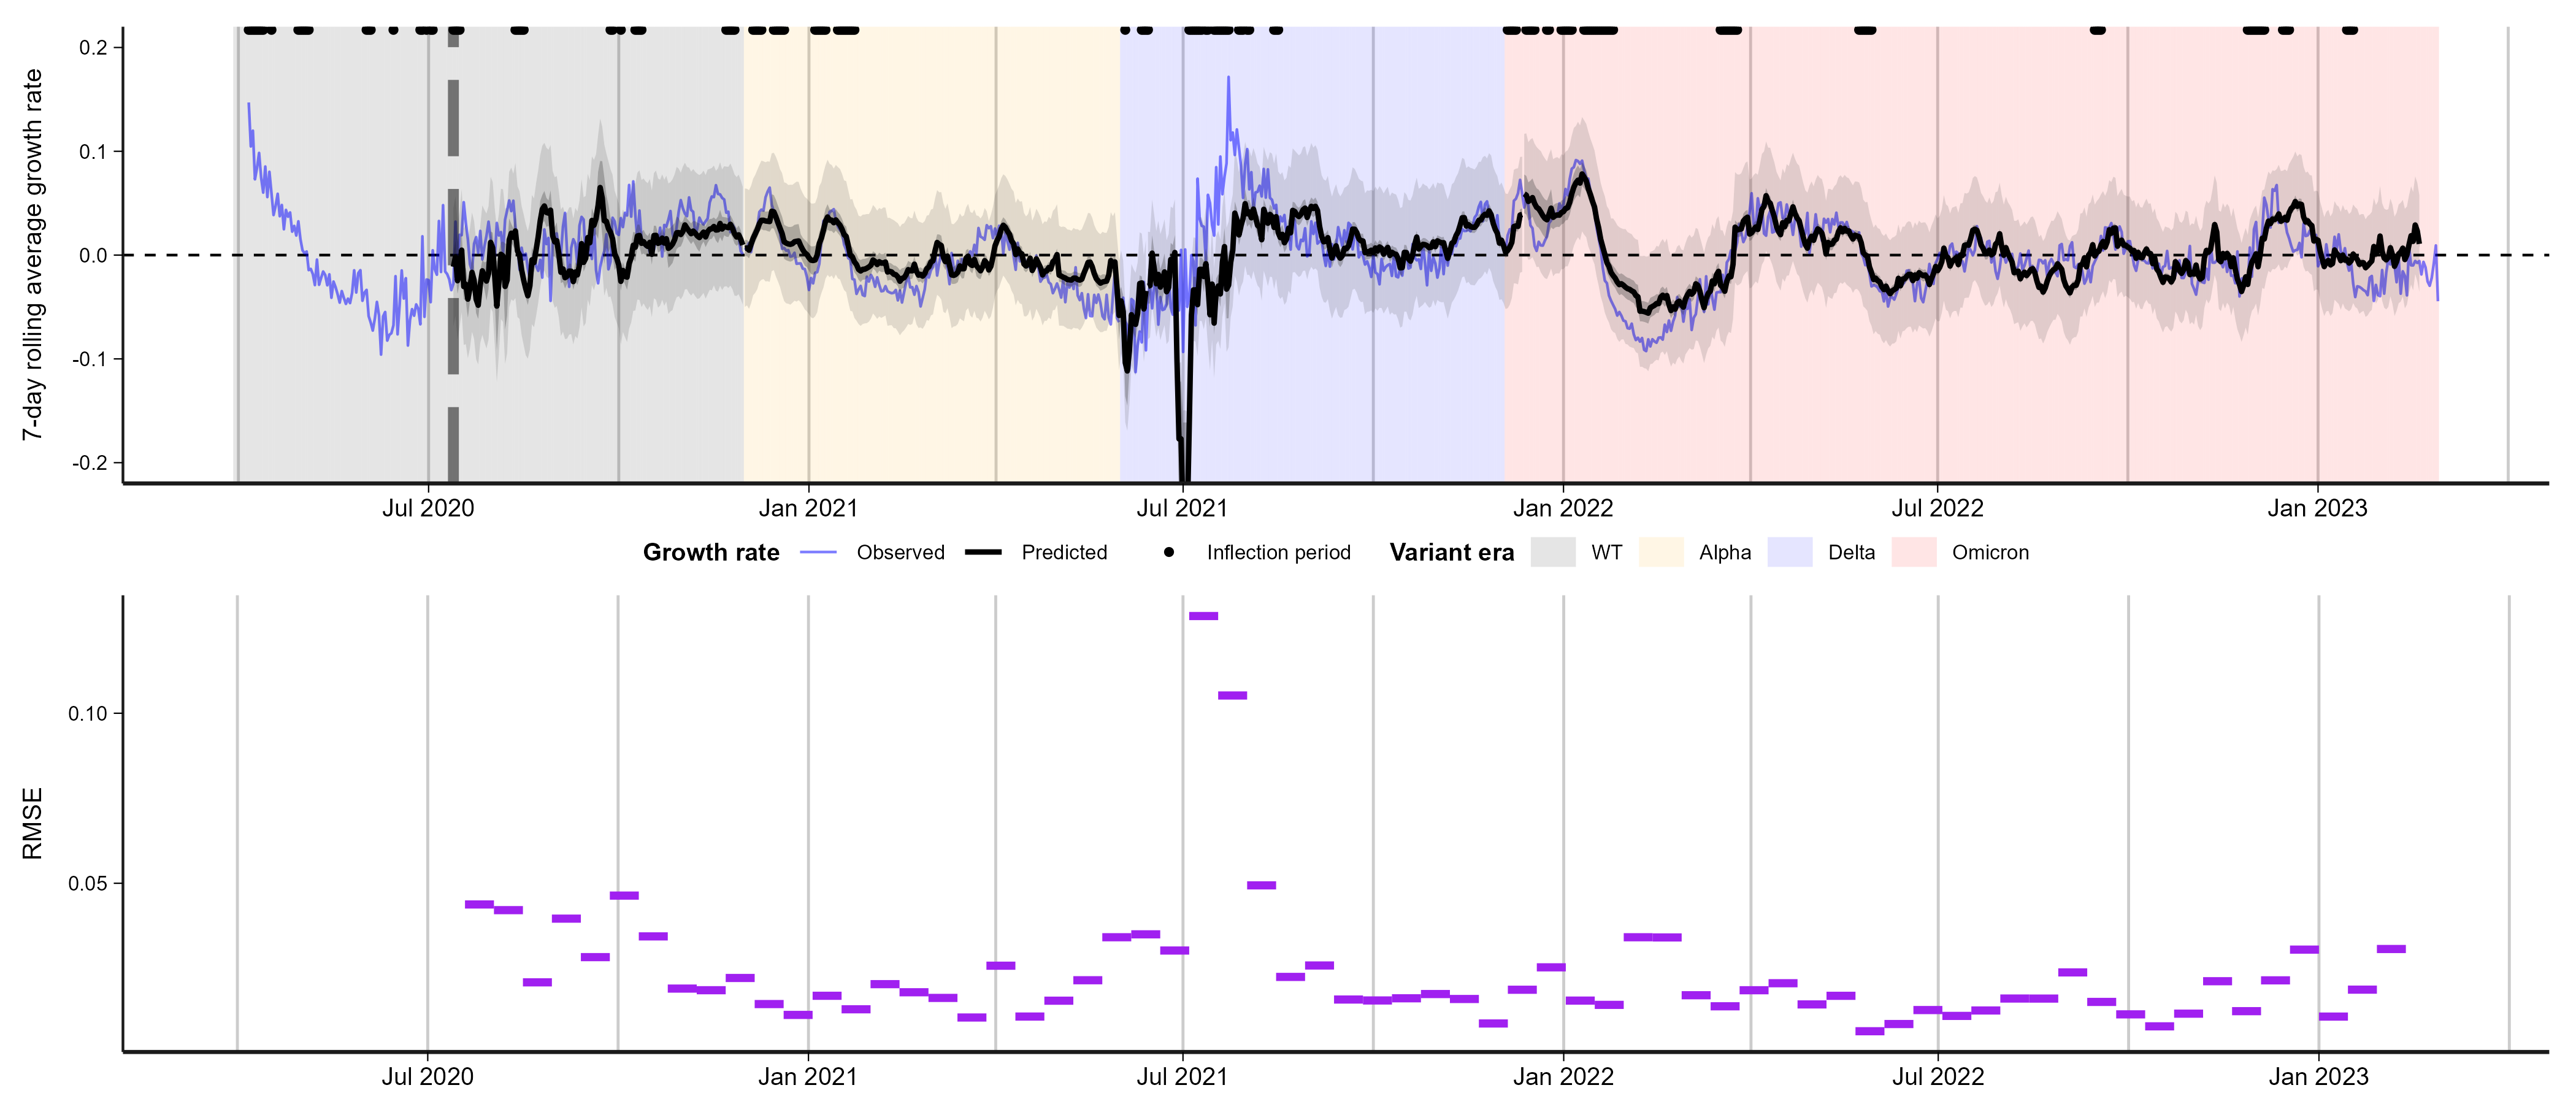 7-day rolling average growth rate
0.2
0.1
0.0
-0.1
-0.2
Jul 2020 Jan 2021 Jul 2021 Jan 2022 Jul 2022 Jan 2023
Growth rate Observed Predicted Inflection period Variant era WT Alpha Delta Omicron
RMSE
0.10
0.05
Jul 2020 Jan 2021 Jul 2021 Jan 2022 Jul 2022 Jan 2023